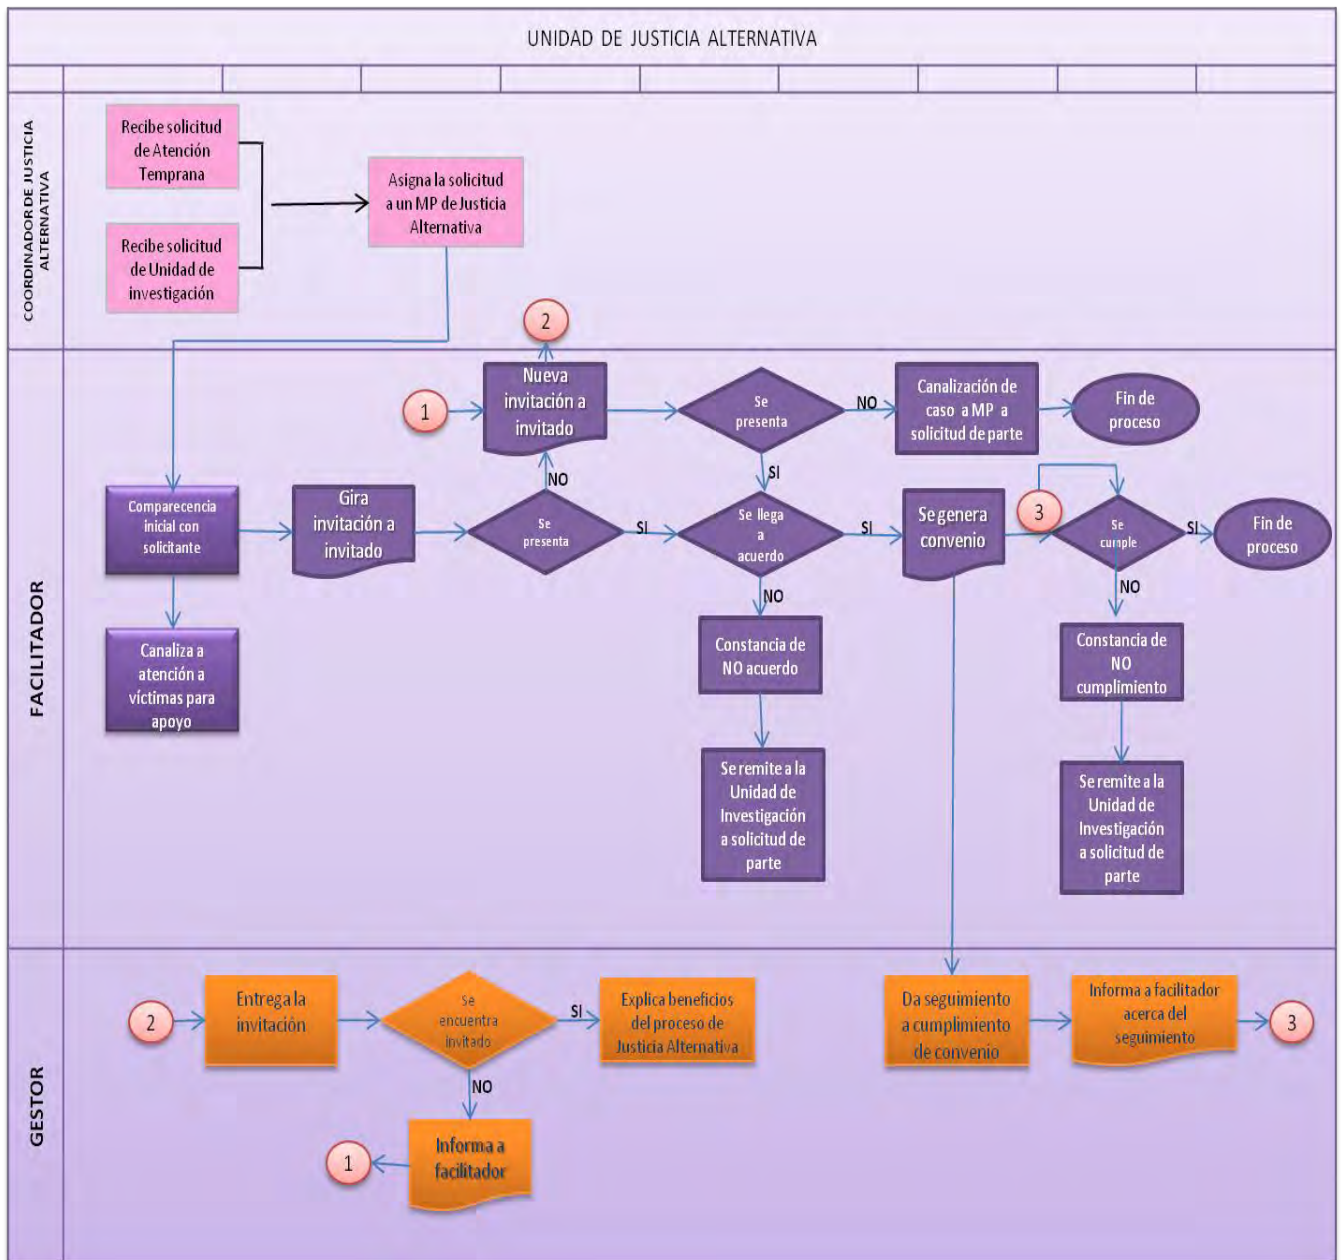 UNIDAD DE JUSTICIA ALTERNATIVA
COORDINADOR DE JUSTICIA
ALTERNATIVA
Recibe solicitud
de Atención
Temprana
Recibe solicitud
de Unidad de
investigación
Asigna la solicitud
a un MP de Justicia
Alternativa
FACILITADOR
2
1
Nueva
invitación a
invitado
Se
presenta
NO
Canalización de
caso a MP a
solicitud de parte
Fin de
proceso
SI
NO
Comparecencia
inicial con
solicitante
Gira
invitación a
invitado
Se
presenta
SI
Se llega
a
acuerdo
SI
Se genera
convenio
3
Se
cumple
SI
Fin de
proceso
NO
NO
Canaliza a
atención a
víctimas para
apoyo
Constancia de
NO acuerdo
Constancia de
NO
cumplimiento
Se remite a la
Unidad de
Investigación
a solicitud de
parte
Se remite a la
Unidad de
Investigación
a solicitud de
parte
GESTOR
2
Entrega la
invitación
Se
encuentra
invitado
SI
Explica beneficios
del proceso de
Justicia Alternativa
Da seguimiento
a cumplimiento
de convenio
Informa a facilitador
acerca del
seguimiento
3
NO
1
Informa a
facilitador